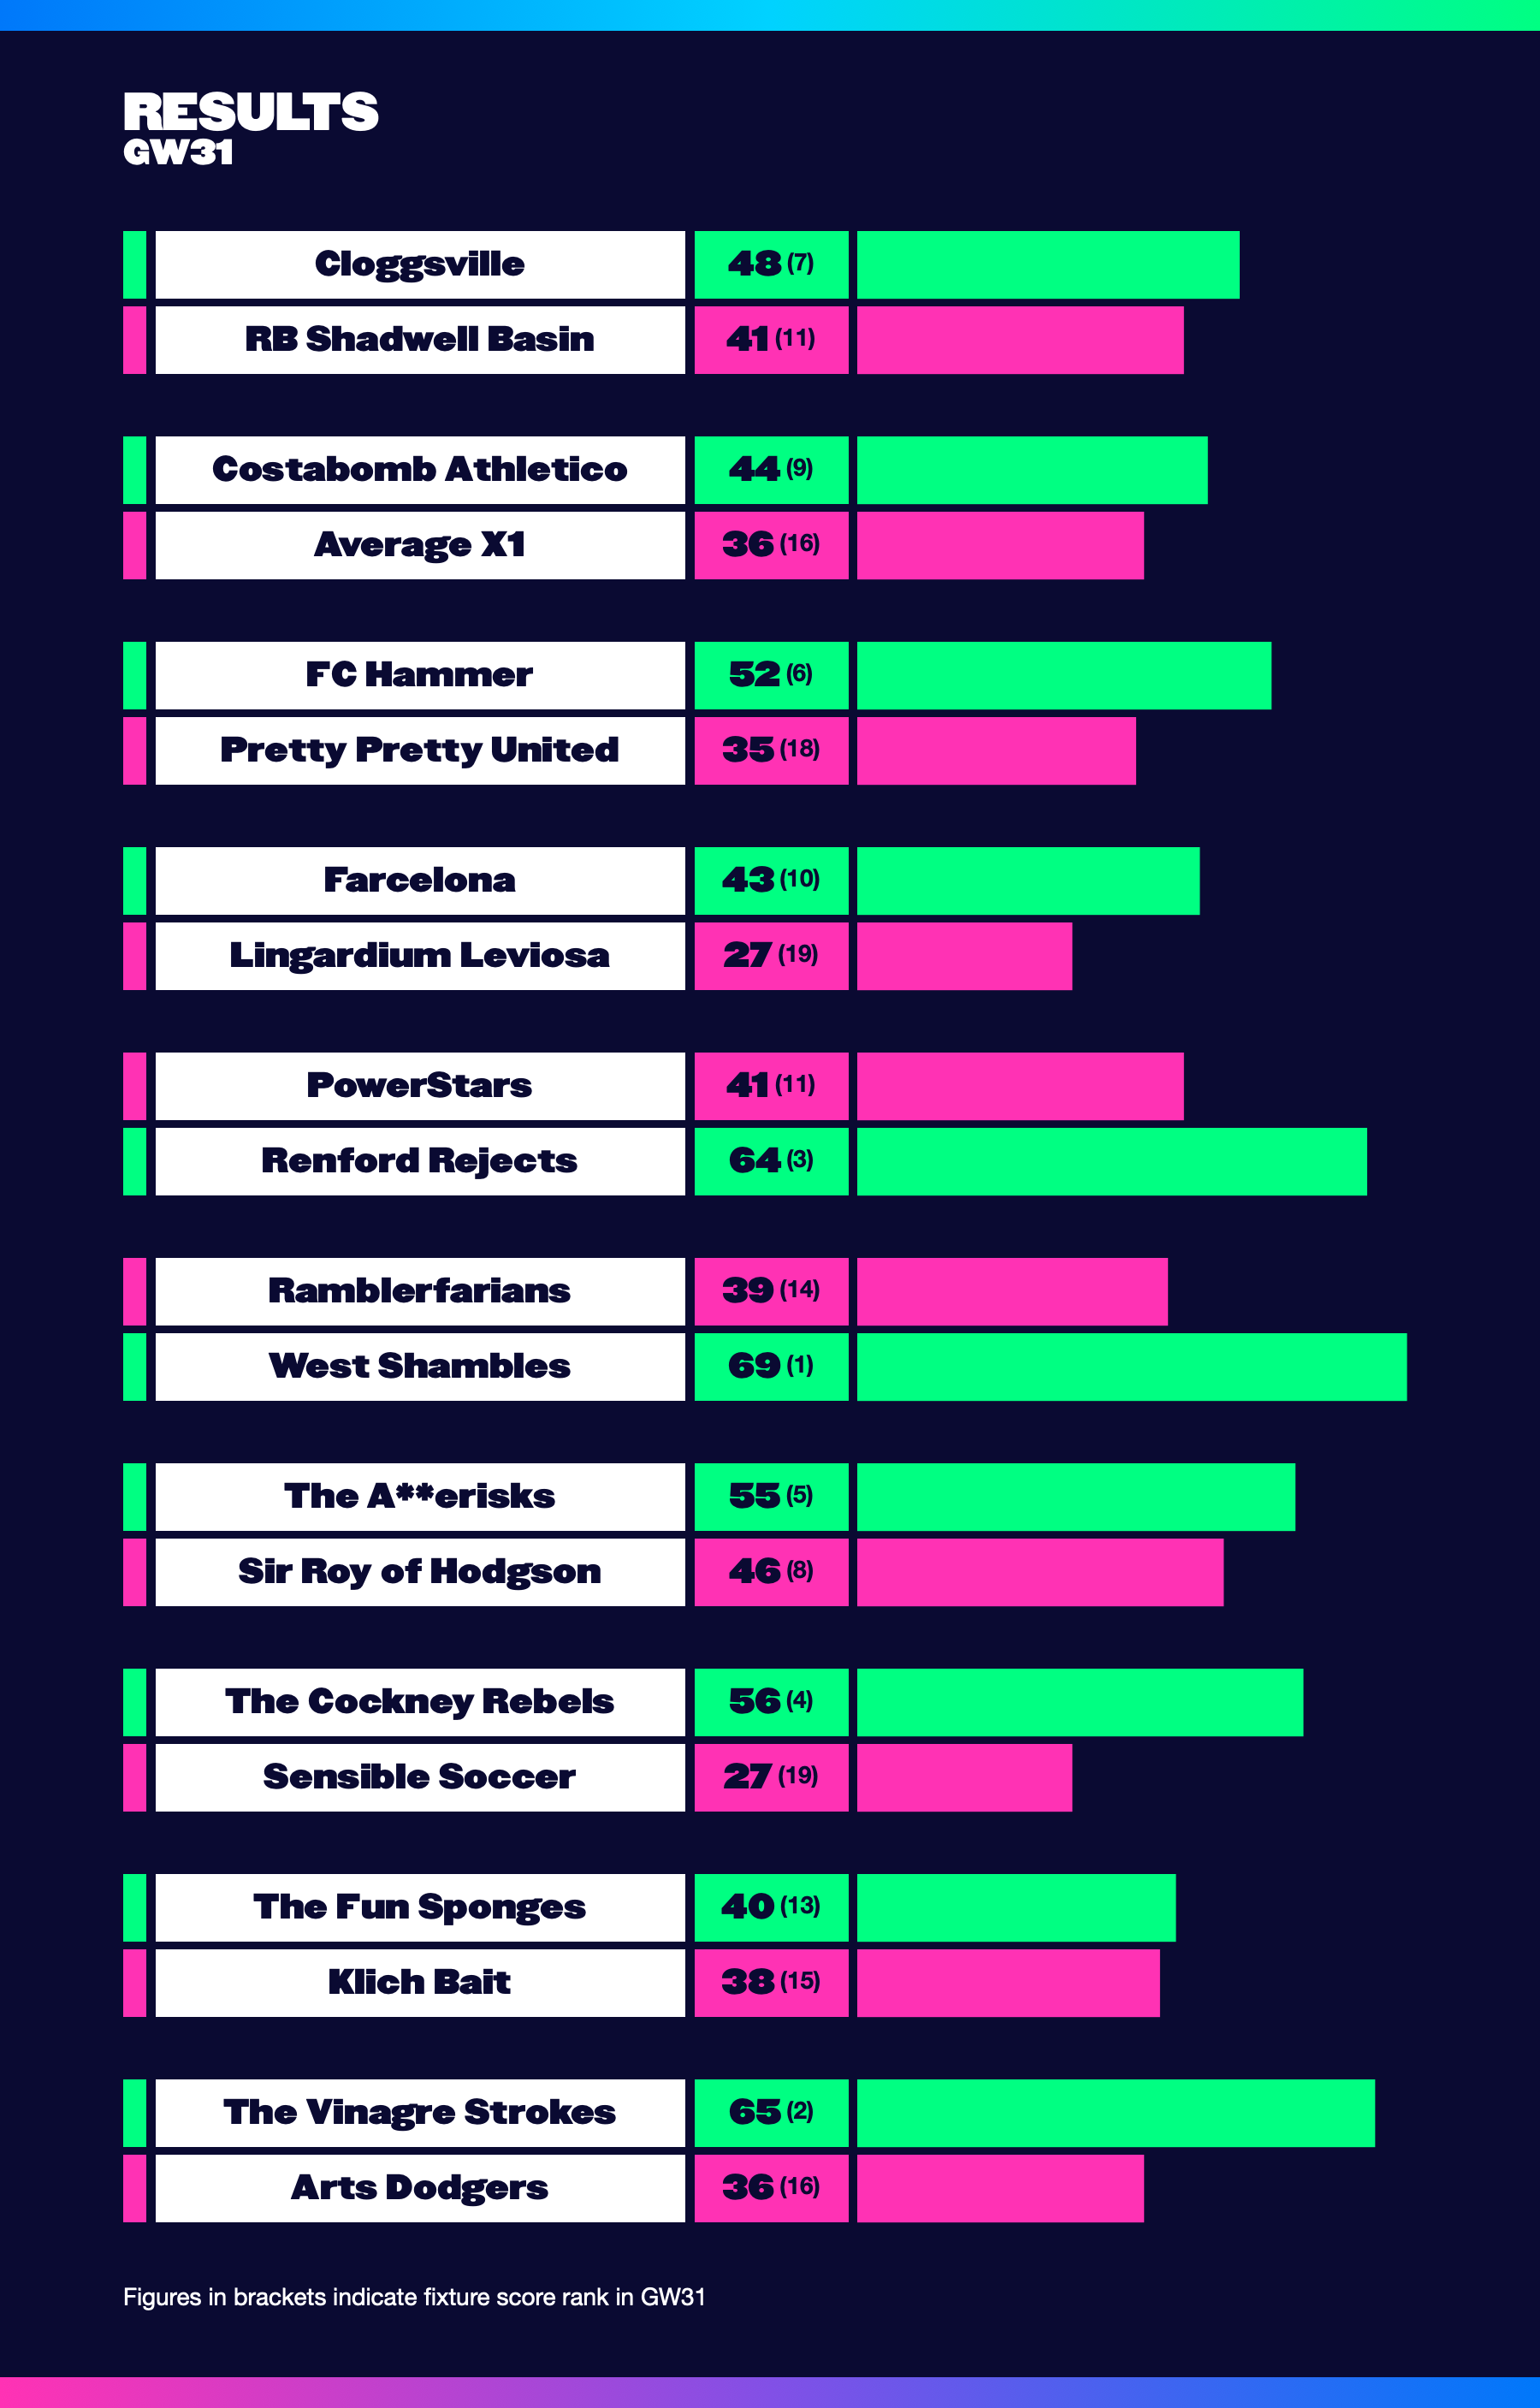 RESULTS
GW31
Cloggsville 48 (7)
RB Shadwell Basin 41 (11)
Costabomb Athletico 44 (9)
Average X1 36 (16)
FC Hammer 52 (6)
Pretty Pretty United 35 (18)
Farcelona 43 (10)
Lingardium Leviosa 27 (19)
PowerStars 41 (11)
Renford Rejects 64 (3)
Ramblerfarians 39 (14)
West Shambles 69 (1)
The A**erisks 55 (5)
Sir Roy of Hodgson 46 (8)
The Cockney Rebels 56 (4)
Sensible Soccer 27 (19)
The Fun Sponges 40 (13)
Klich Bait 38 (15)
The Vinagre Strokes 65 (2)
Arts Dodgers 36 (16)
Figures in brackets indicate fixture score rank in GW31